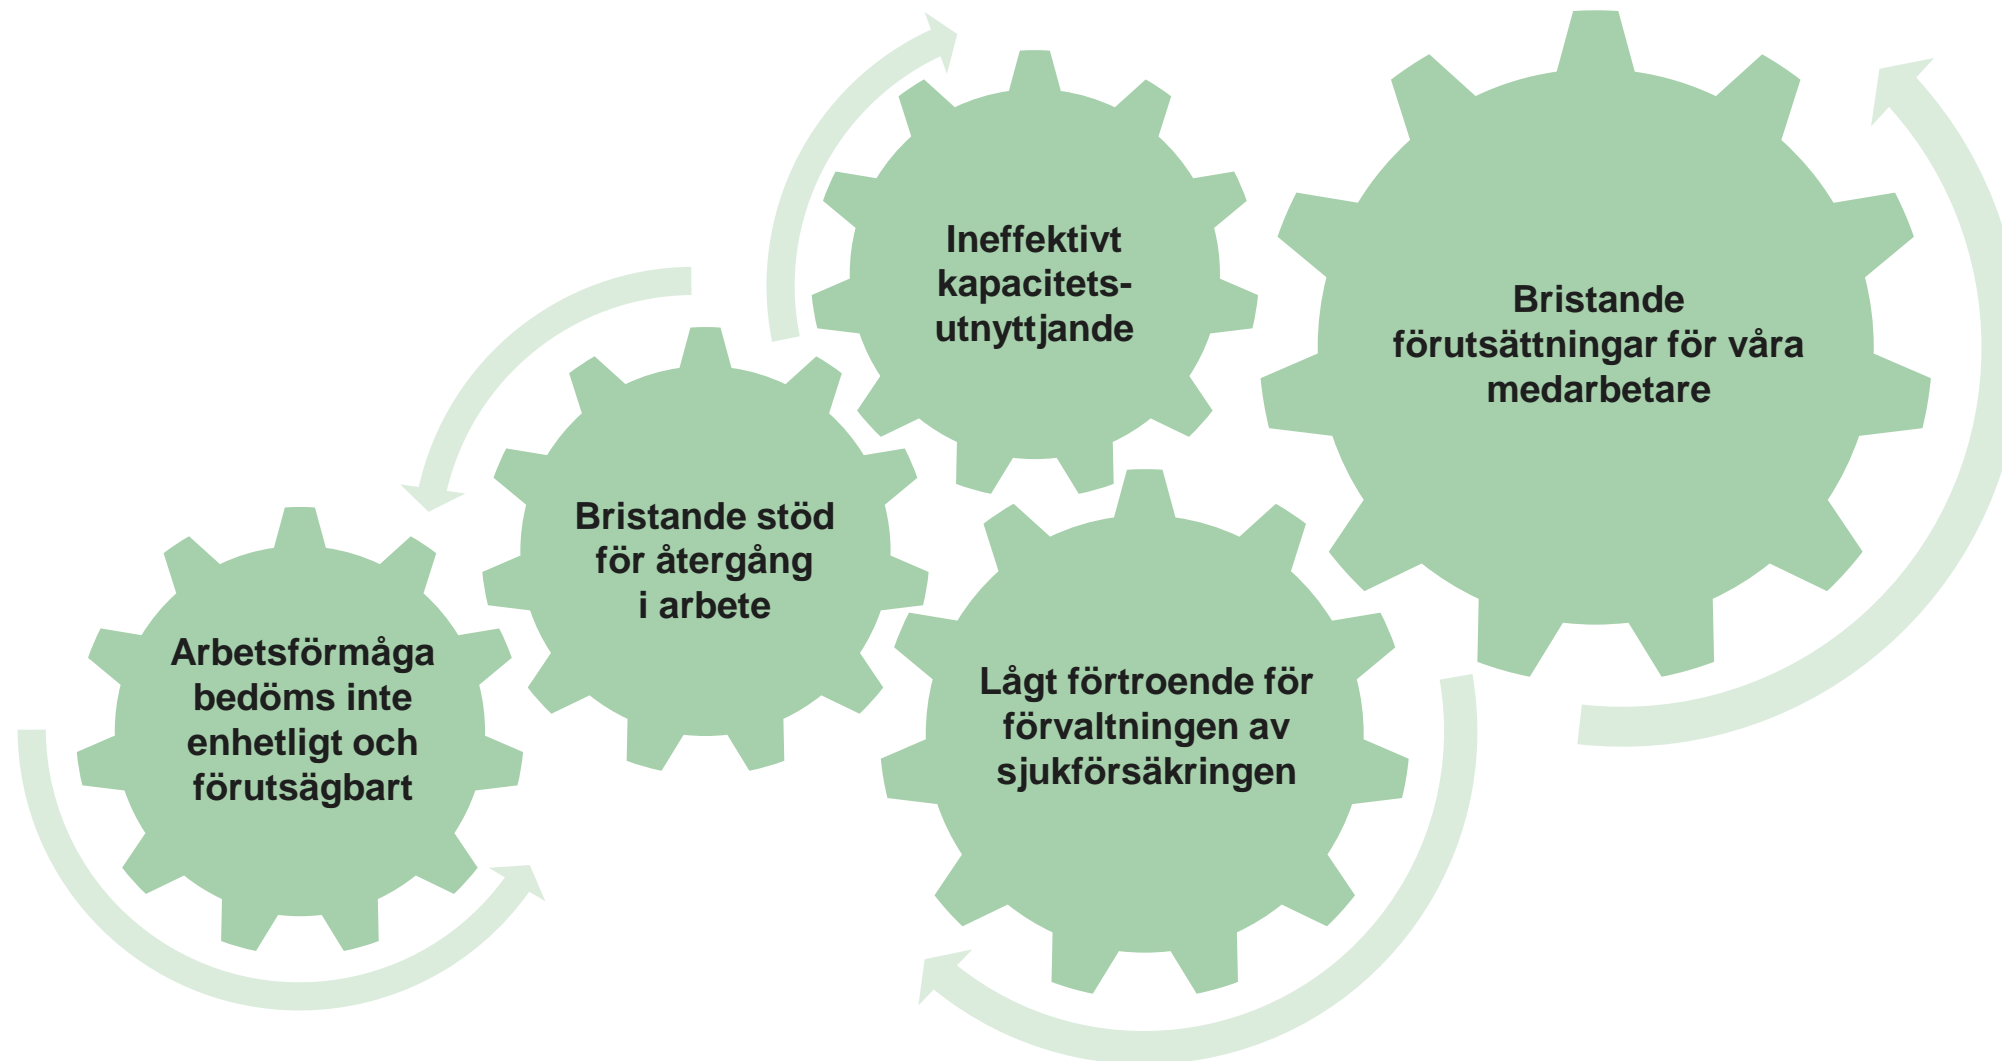 Ineffektivt
kapacitets-
utnyttjande
Bristande
förutsättningar för våra
medarbetare
Bristande stöd
för återgång
i arbete
Arbetsförmåga
bedöms inte
enhetligt och
förutsägbart
Lågt förtroende för
förvaltningen av
sjukförsäkringen